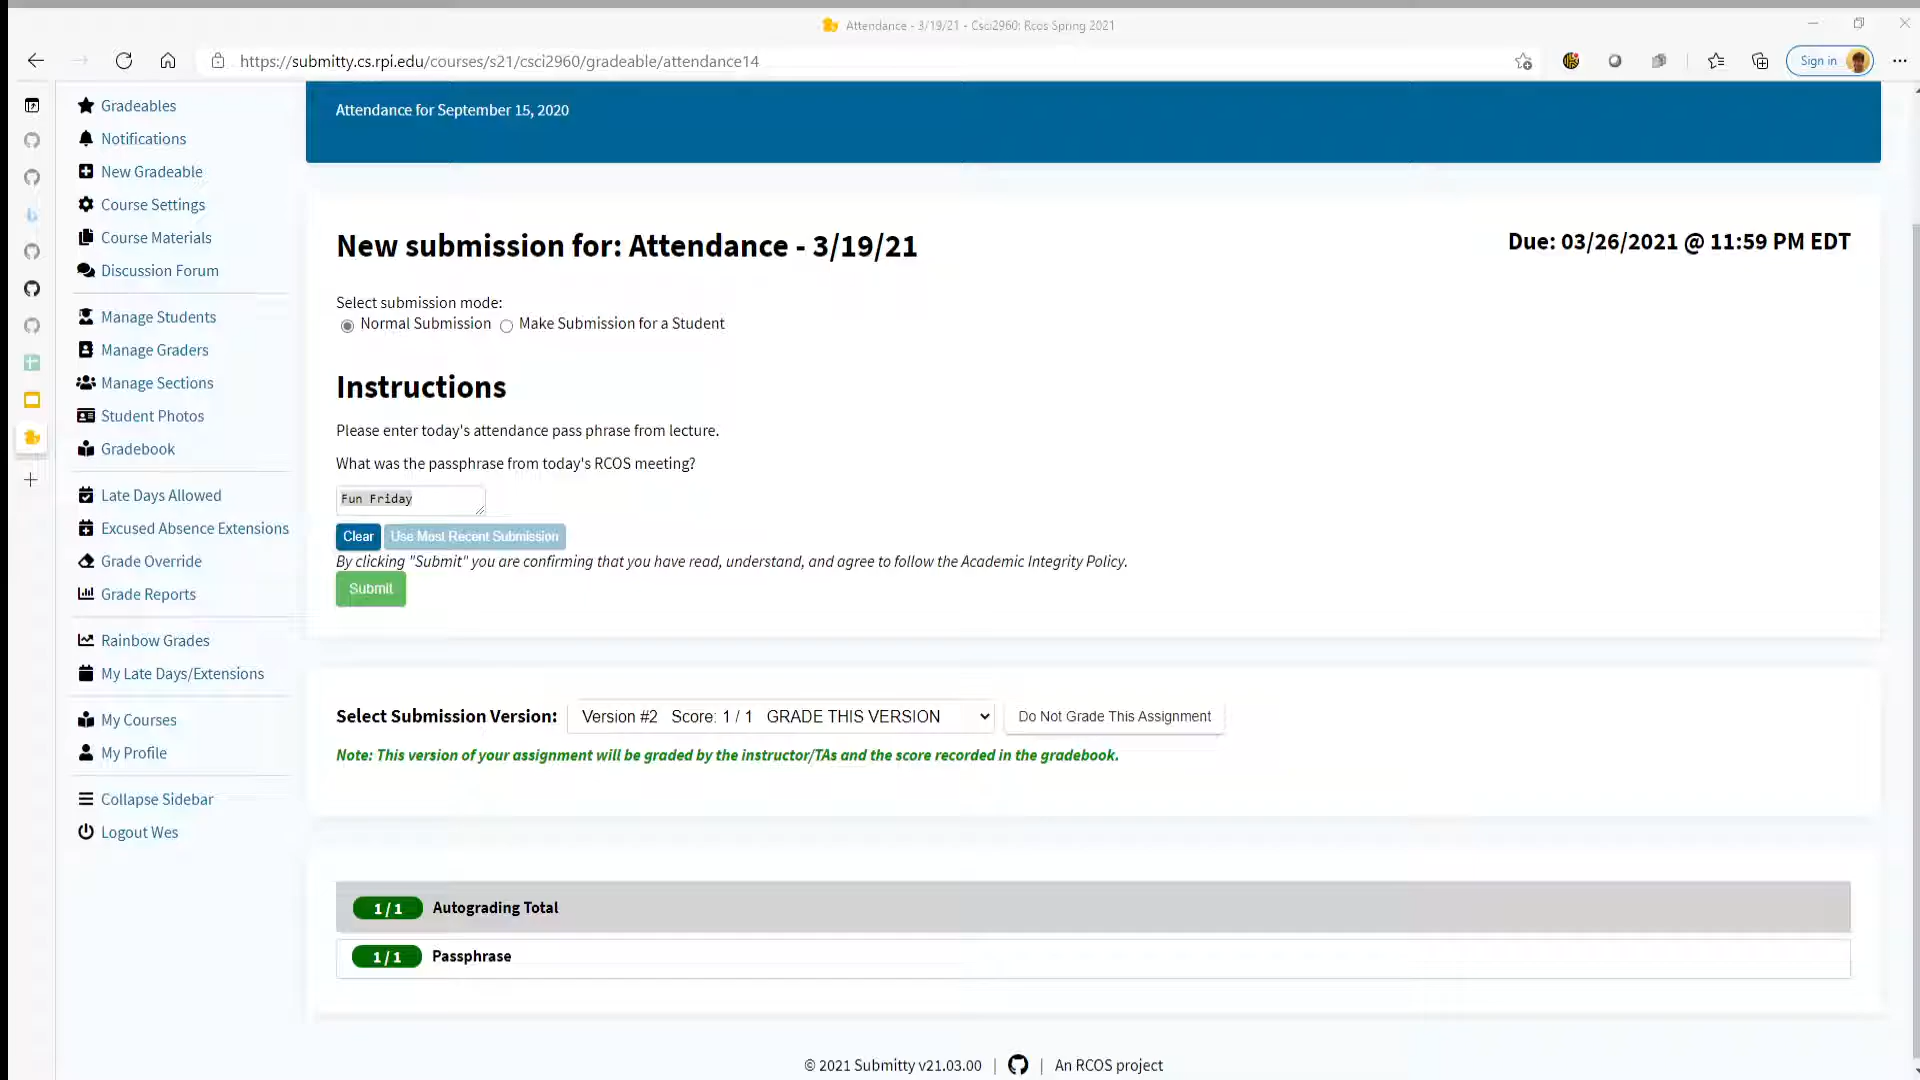 Attendance - 3/19/21 - Csci2960: Rcos Spring 2021
https://submitty.cs.rpi.edu/courses/s21/csci2960/gradeable/attendance14
Sign in
Gradeables
Notifications
New Gradeable
Course Settings
Course Materials
Discussion Forum
Manage Students
Manage Graders
Manage Sections
Student Photos
Gradebook
Late Days Allowed
Excused Absence Extensions
Grade Override
Grade Reports
Rainbow Grades
My Late Days/Extensions
My Courses
My Profile
Collapse Sidebar
Logout Wes
Attendance for September 15, 2020
New submission for: Attendance - 3/19/21
Due: 03/26/2021 @ 11:59 PM EDT
Select submission mode:
Normal Submission Make Submission for a Student
Instructions
Please enter today's attendance pass phrase from lecture.
What was the passphrase from today's RCOS meeting?
Fun Friday
Clear Use Most Recent Submission
By clicking "Submit" you are confirming that you have read, understand, and agree to follow the Academic Integrity Policy.
Submit
Select Submission Version: Version #2 Score: 1 / 1 GRADE THIS VERSION Do Not Grade This Assignment
Note: This version of your assignment will be graded by the instructor/TAs and the score recorded in the gradebook.
1 / 1 Autograding Total
1 / 1 Passphrase
© 2021 Submitty v21.03.00 | | An RCOS project